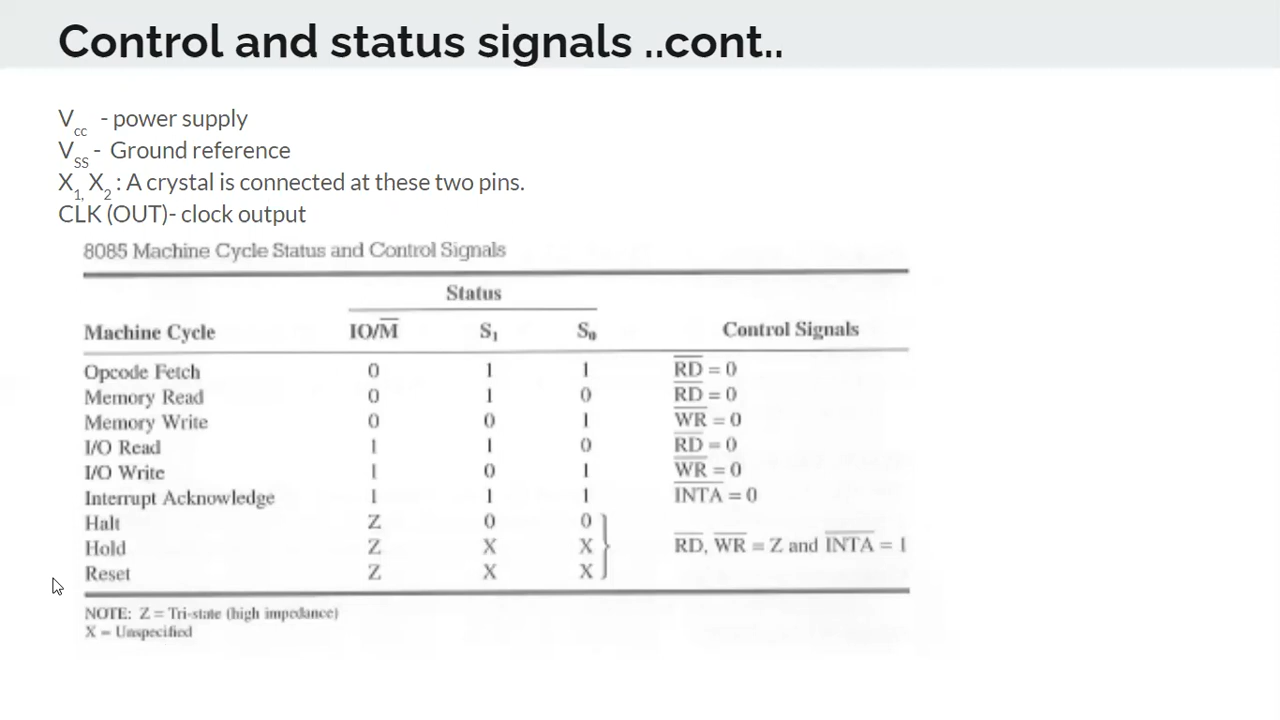 Control and status signals ..cont..
Vcc - power supply
VSS - Ground reference
X1, X2 : A crystal is connected at these two pins.
CLK (OUT)- clock output
8085 Machine Cycle Status and Control Signals
Status
Machine Cycle IO/M̅ S₁ S₀ Control Signals
Opcode Fetch 0 1 1 R̅D̅ = 0
Memory Read 0 1 0 R̅D̅ = 0
Memory Write 0 0 1 W̅R̅ = 0
I/O Read 1 1 0 R̅D̅ = 0
I/O Write 1 0 1 W̅R̅ = 0
Interrupt Acknowledge 1 1 1 I̅N̅T̅A̅ = 0
Halt Z 0 0
Hold Z X X R̅D̅, W̅R̅ = Z and I̅N̅T̅A̅ = 1
Reset Z X X
NOTE: Z = Tri-state (high impedance)
X = Unspecified